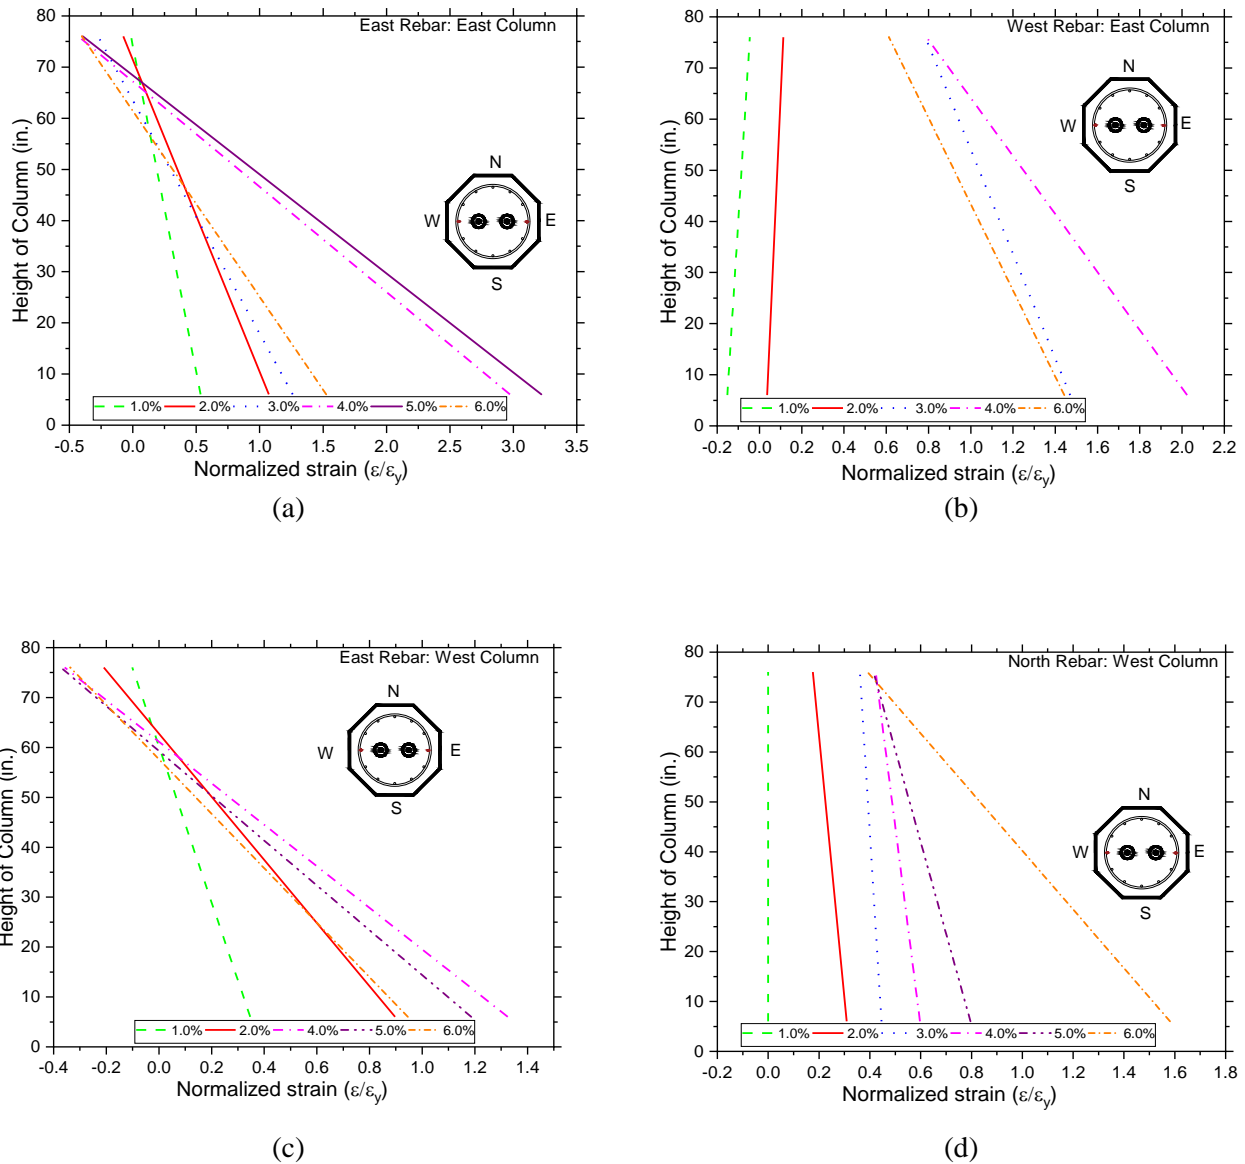 East Rebar: East Column
80
70
60
50
40
30
20
10
0
Height of Column (in.)
N
W
E
S
1.0% 2.0% 3.0% 4.0% 5.0% 6.0%
-0.5 0.0 0.5 1.0 1.5 2.0 2.5 3.0 3.5
Normalized strain (ε/εy)
(a)
West Rebar: East Column
80
70
60
50
40
30
20
10
0
Height of Column (in.)
N
W
E
S
1.0% 2.0% 3.0% 4.0% 6.0%
-0.2 0.0 0.2 0.4 0.6 0.8 1.0 1.2 1.4 1.6 1.8 2.0 2.2
Normalized strain (ε/εy)
(b)
East Rebar: West Column
80
70
60
50
40
30
20
10
0
Height of Column (in.)
N
W
E
S
1.0% 2.0% 4.0% 5.0% 6.0%
-0.4 0.0 0.2 0.4 0.6 0.8 1.0 1.2 1.4
Normalized strain (ε/εy)
(c)
North Rebar: West Column
80
70
60
50
40
30
20
10
0
Height of Column (in.)
N
W
E
S
1.0% 2.0% 3.0% 4.0% 5.0% 6.0%
-0.2 0.0 0.2 0.4 0.6 0.8 1.0 1.2 1.4 1.6 1.8
Normalized strain (ε/εy)
(d)